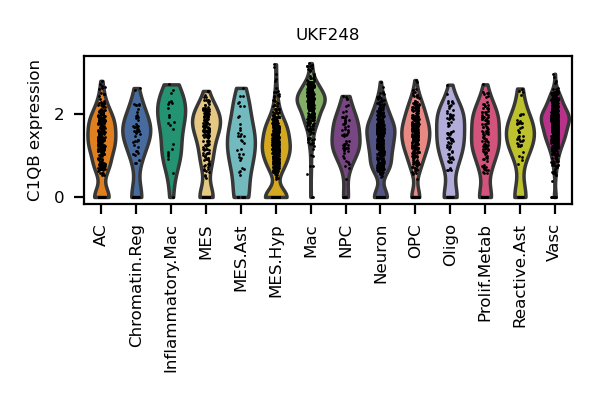 UKF248
C1QB expression
2
0
AC
Chromatin.Reg
Inflammatory.Mac
MES
MES.Ast
MES.Hyp
Mac
NPC
Neuron
OPC
Oligo
Prolif.Metab
Reactive.Ast
Vasc